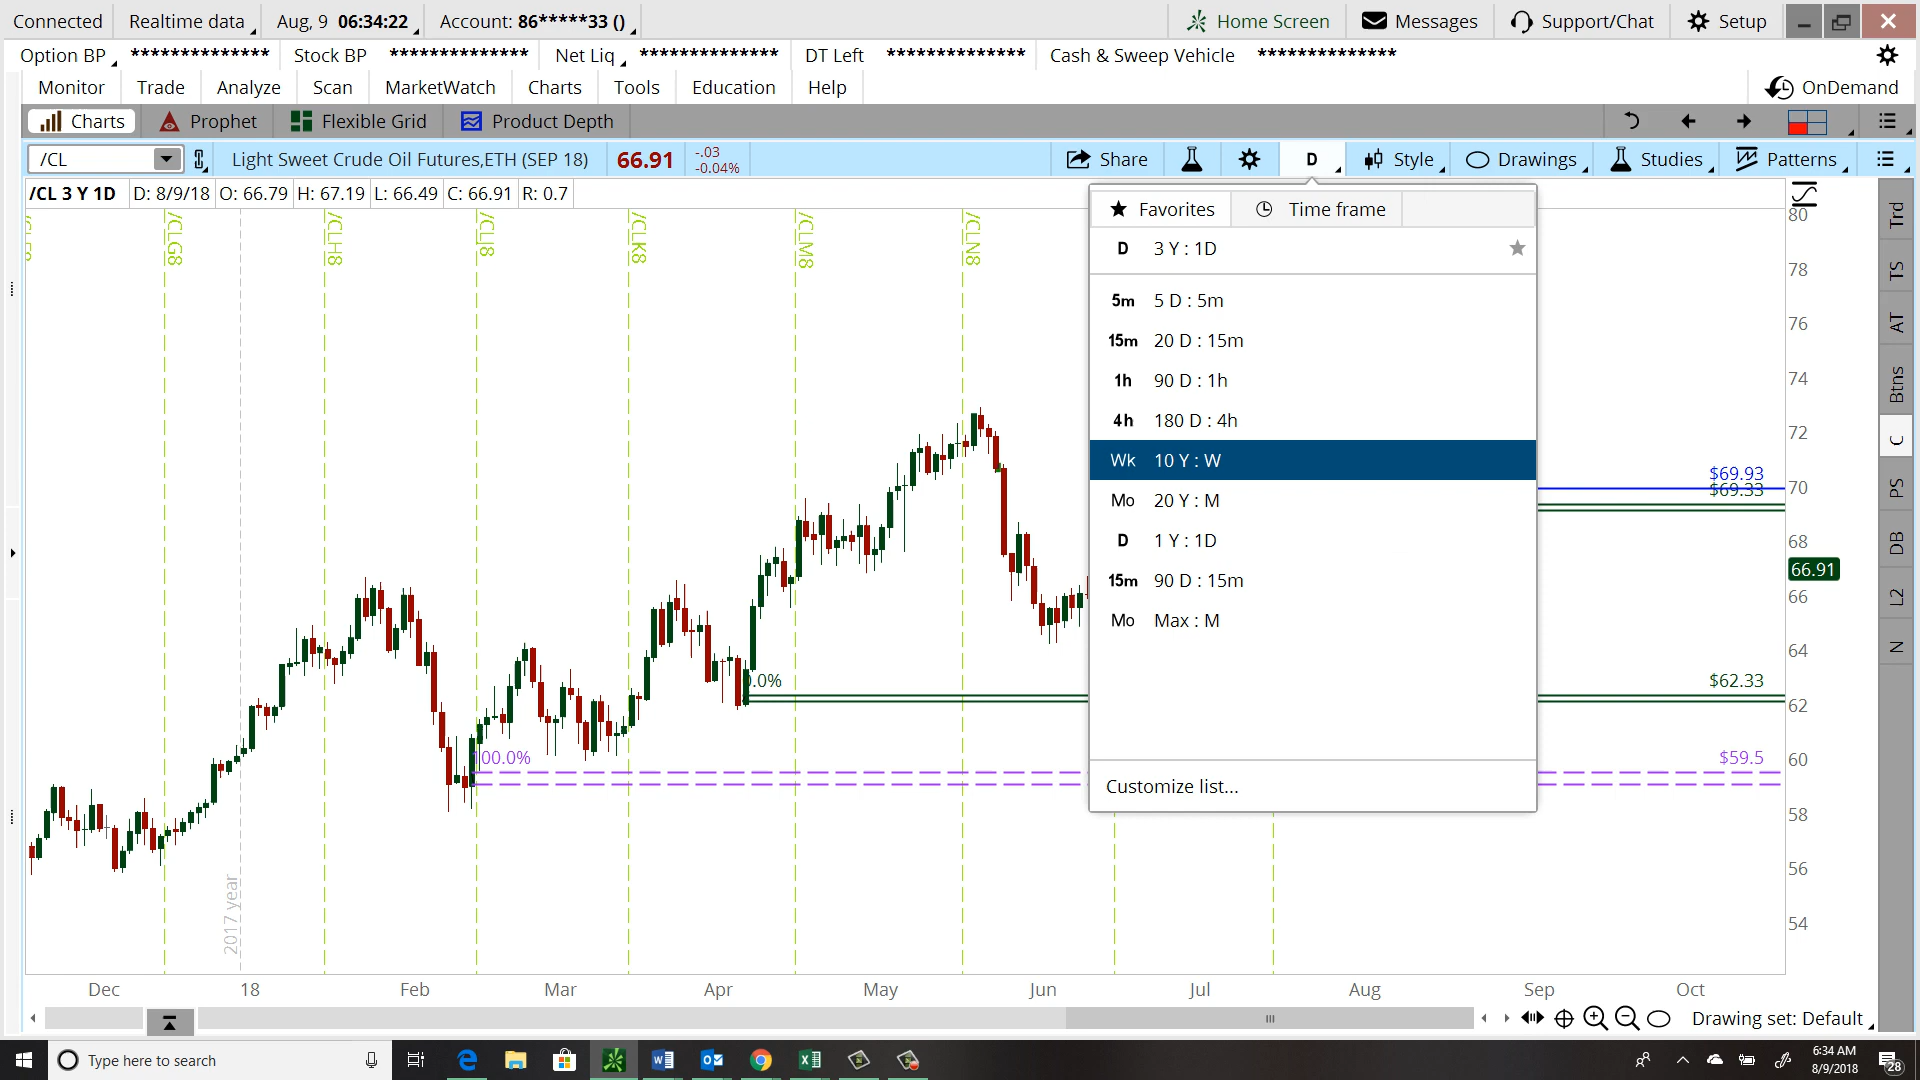 Connected Realtime data Aug, 9 06:34:22 Account: 86*****33 () Home Screen Messages Support/Chat Setup
Option BP ************** Stock BP ************** Net Liq ************** DT Left ************** Cash & Sweep Vehicle **************
Monitor Trade Analyze Scan MarketWatch Charts Tools Education Help OnDemand
Charts Prophet Flexible Grid Product Depth
/CL Light Sweet Crude Oil Futures,ETH (SEP 18) 66.91 -.03 -0.04% Share D Style Drawings Studies Patterns
/CL 3 Y 1D D: 8/9/18 O: 66.79 H: 67.19 L: 66.49 C: 66.91 R: 0.7
/CLG8
/CLH8
/CLJ8
/CLK8
/CLM8
/CLN8
2017 year
Favorites Time frame
D 3 Y : 1D
5m 5 D : 5m
15m 20 D : 15m
1h 90 D : 1h
4h 180 D : 4h
Wk 10 Y : W
Mo 20 Y : M
D 1 Y : 1D
15m 90 D : 15m
Mo Max : M
Customize list...
0.0%
100.0%
$69.93
$69.33
$62.33
$59.5
80
78
76
74
72
70
68
66.91
66
64
62
60
58
56
54
Trd
TS
AT
Btns
C
PS
DB
L2
N
Dec 18 Feb Mar Apr May Jun Jul Aug Sep Oct
Drawing set: Default
Type here to search
6:34 AM
8/9/2018
28